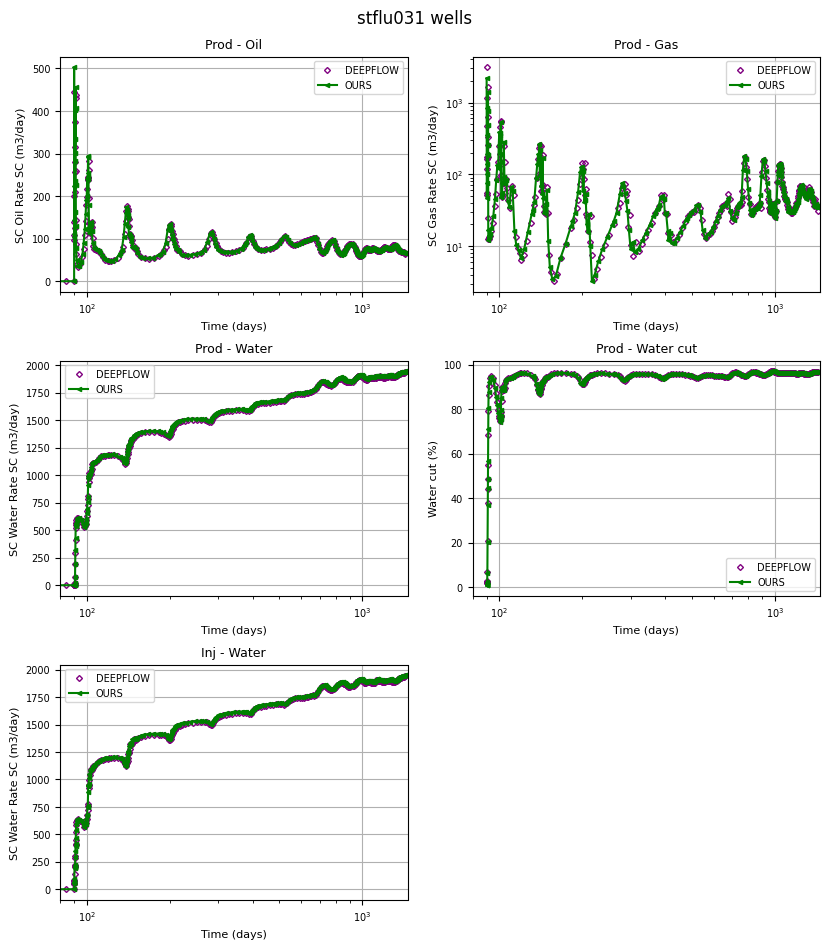 stflu031 wells
Prod - Oil
SC Oil Rate SC (m3/day)
500
400
300
200
100
0
DEEPFLOW
OURS
10²
10³
Time (days)
Prod - Gas
SC Gas Rate SC (m3/day)
10³
10²
10¹
DEEPFLOW
OURS
10²
10³
Time (days)
Prod - Water
SC Water Rate SC (m3/day)
2000
1750
1500
1250
1000
750
500
250
0
DEEPFLOW
OURS
10²
10³
Time (days)
Prod - Water cut
Water cut (%)
100
80
60
40
20
0
DEEPFLOW
OURS
10²
10³
Time (days)
Inj - Water
SC Water Rate SC (m3/day)
2000
1750
1500
1250
1000
750
500
250
0
DEEPFLOW
OURS
10²
10³
Time (days)